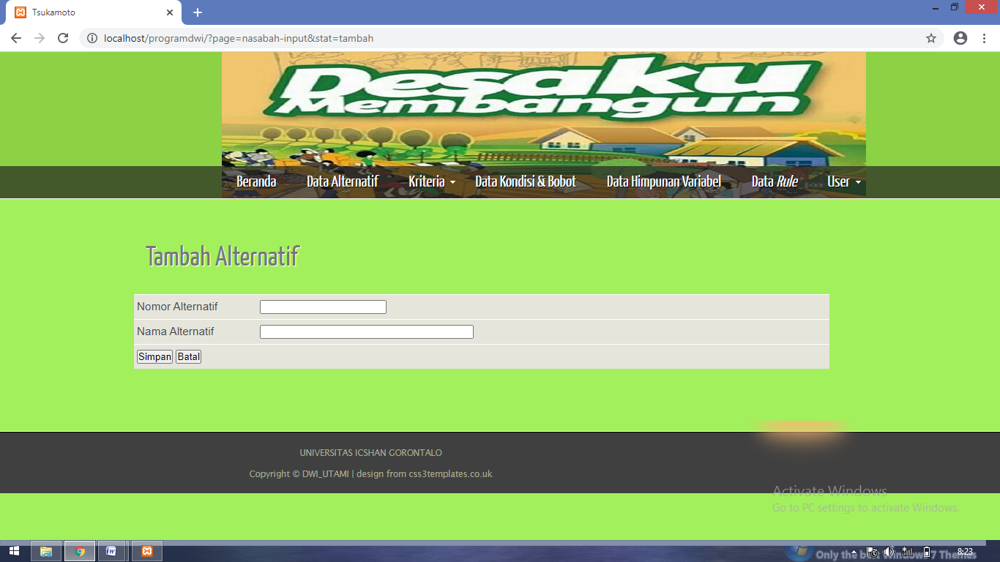 Tsukamoto
localhost/programdwi/?page=nasabah-input&stat=tambah
Desaku
Membangun
Beranda Data Alternatif Kriteria Data Kondisi & Bobot Data Himpunan Variabel Data Rule User
Tambah Alternatif
Nomor Alternatif
Nama Alternatif
Simpan Batal
UNIVERSITAS ICSHAN GORONTALO
Copyright © DWI_UTAMI | design from css3templates.co.uk
Activate Windows
Go to PC settings to activate Windows.
8:23
Only the best Windows 7 Themes